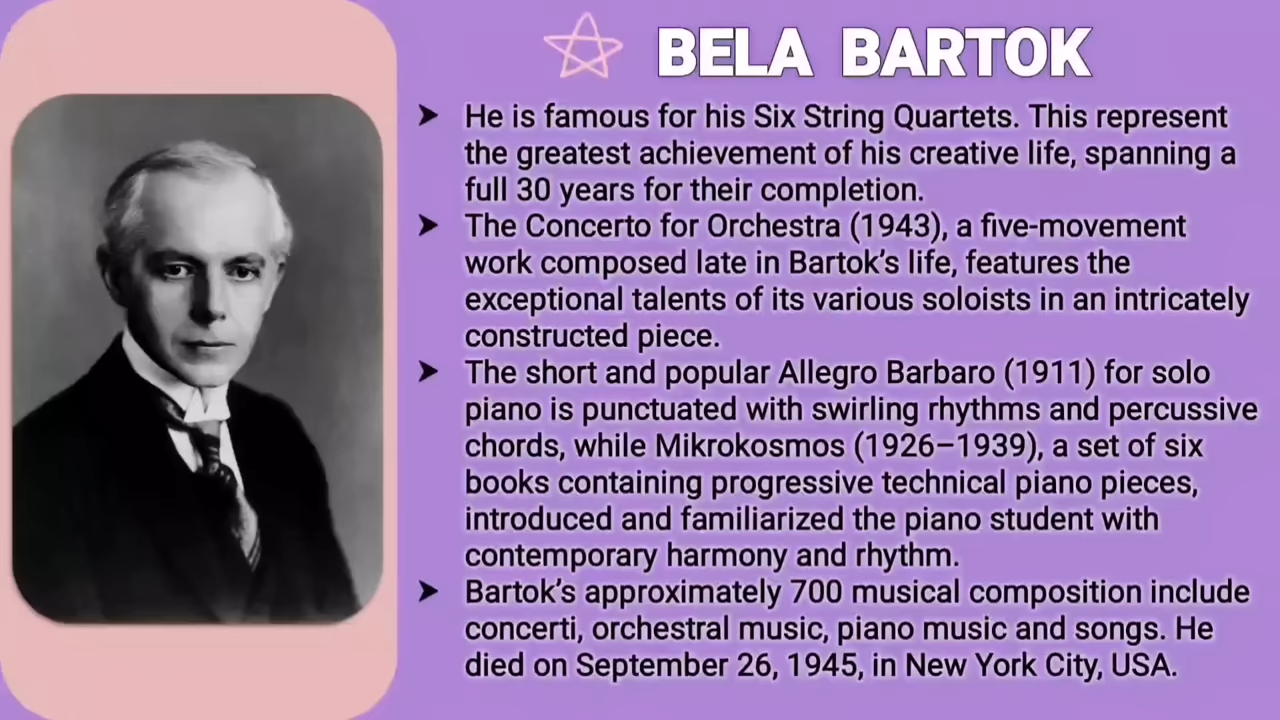 BELA BARTOK
➤ He is famous for his Six String Quartets. This represent
the greatest achievement of his creative life, spanning a
full 30 years for their completion.
➤ The Concerto for Orchestra (1943), a five-movement
work composed late in Bartok’s life, features the
exceptional talents of its various soloists in an intricately
constructed piece.
➤ The short and popular Allegro Barbaro (1911) for solo
piano is punctuated with swirling rhythms and percussive
chords, while Mikrokosmos (1926–1939), a set of six
books containing progressive technical piano pieces,
introduced and familiarized the piano student with
contemporary harmony and rhythm.
➤ Bartok’s approximately 700 musical composition include
concerti, orchestral music, piano music and songs. He
died on September 26, 1945, in New York City, USA.